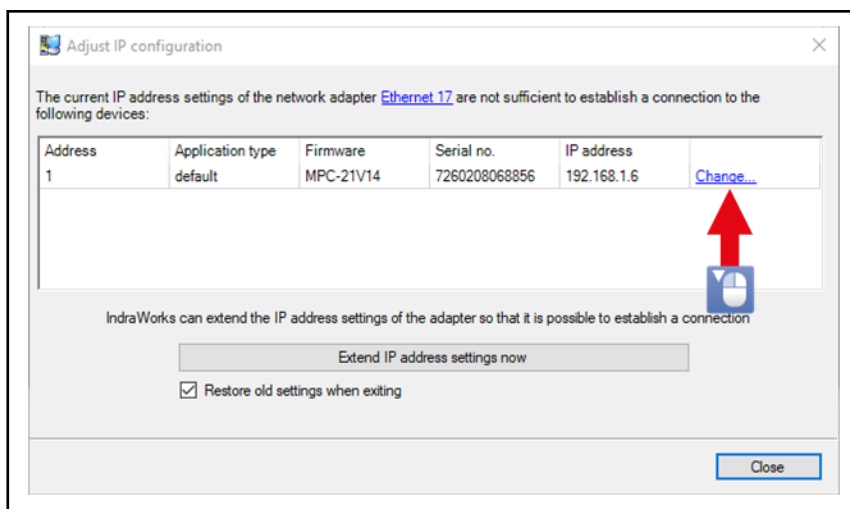 Adjust IP configuration
The current IP address settings of the network adapter Ethernet 17 are not sufficient to establish a connection to the
following devices:
Address Application type Firmware Serial no. IP address
1 default MPC-21V14 7260208068856 192.168.1.6 Change...
IndraWorks can extend the IP address settings of the adapter so that it is possible to establish a connection
Extend IP address settings now
Restore old settings when exiting
Close